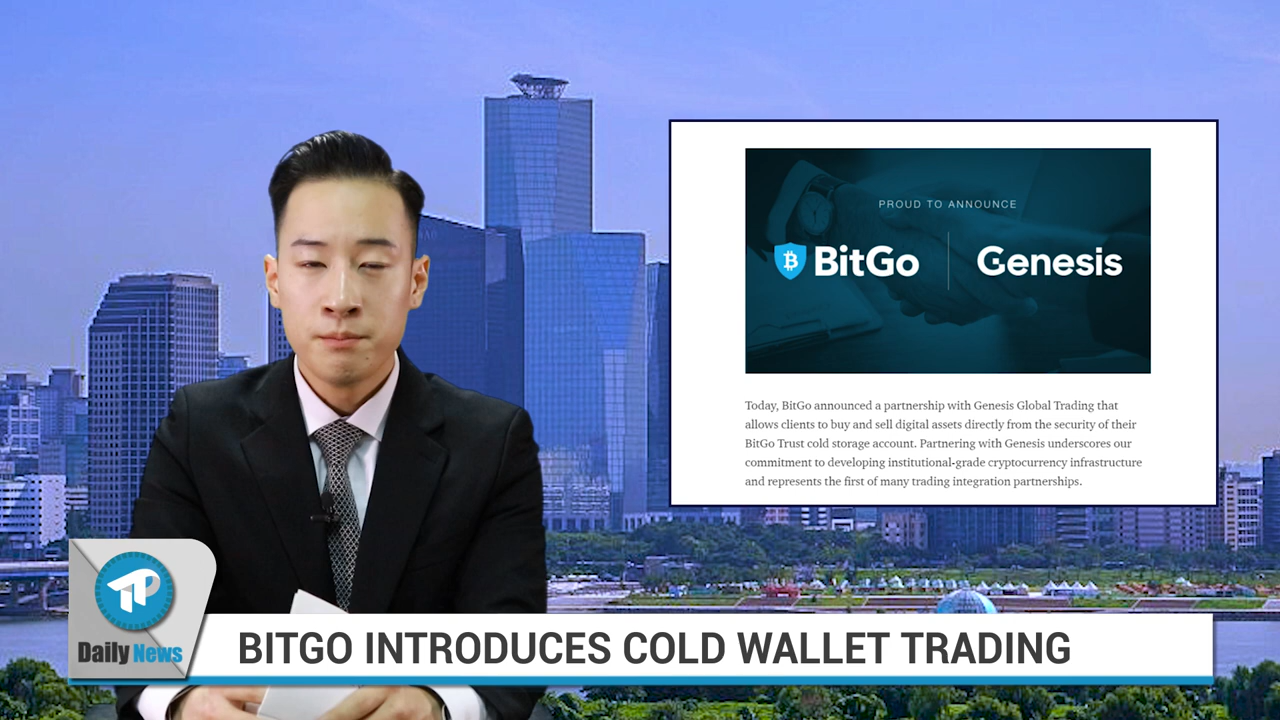 PROUD TO ANNOUNCE
BitGo
Genesis
Today, BitGo announced a partnership with Genesis Global Trading that
allows clients to buy and sell digital assets directly from the security of their
BitGo Trust cold storage account. Partnering with Genesis underscores our
commitment to developing institutional-grade cryptocurrency infrastructure
and represents the first of many trading integration partnerships.
TP
Daily News
BITGO INTRODUCES COLD WALLET TRADING